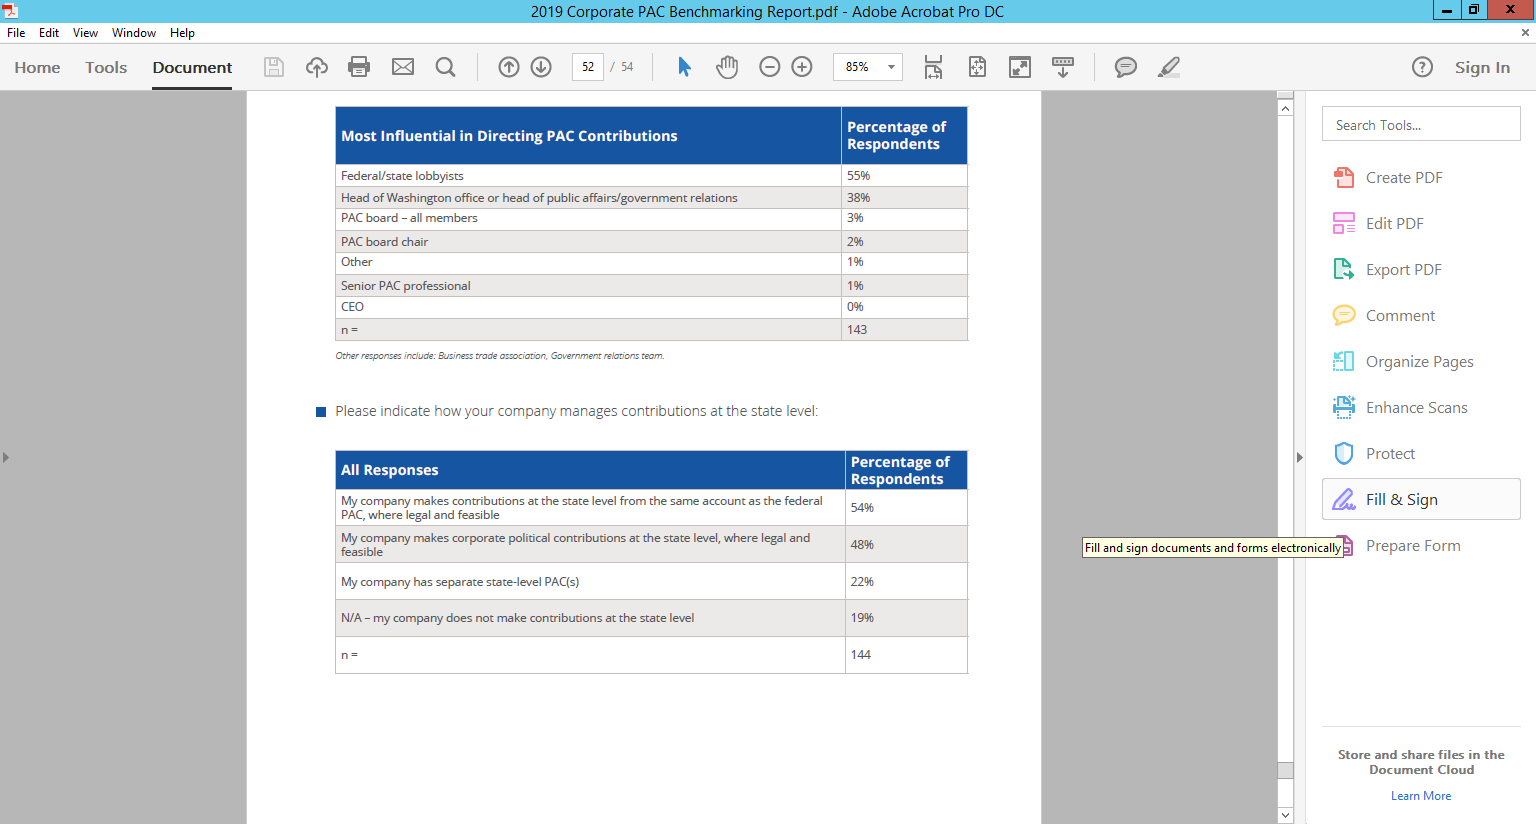 2019 Corporate PAC Benchmarking Report.pdf - Adobe Acrobat Pro DC
File Edit View Window Help
Home Tools Document 52 / 54 85% Sign In
Most Influential in Directing PAC Contributions Percentage of
Respondents
Federal/state lobbyists 55%
Head of Washington office or head of public affairs/government relations 38%
PAC board – all members 3%
PAC board chair 2%
Other 1%
Senior PAC professional 1%
CEO 0%
n = 143
Other responses include: Business trade association, Government relations team.
Please indicate how your company manages contributions at the state level:
All Responses Percentage of
Respondents
My company makes contributions at the state level from the same account as the federal
PAC, where legal and feasible 54%
My company makes corporate political contributions at the state level, where legal and
feasible 48%
My company has separate state-level PAC(s) 22%
N/A – my company does not make contributions at the state level 19%
n = 144
Search Tools...
Create PDF
Edit PDF
Export PDF
Comment
Organize Pages
Enhance Scans
Protect
Fill & Sign
Fill and sign documents and forms electronically
Prepare Form
Store and share files in the
Document Cloud
Learn More